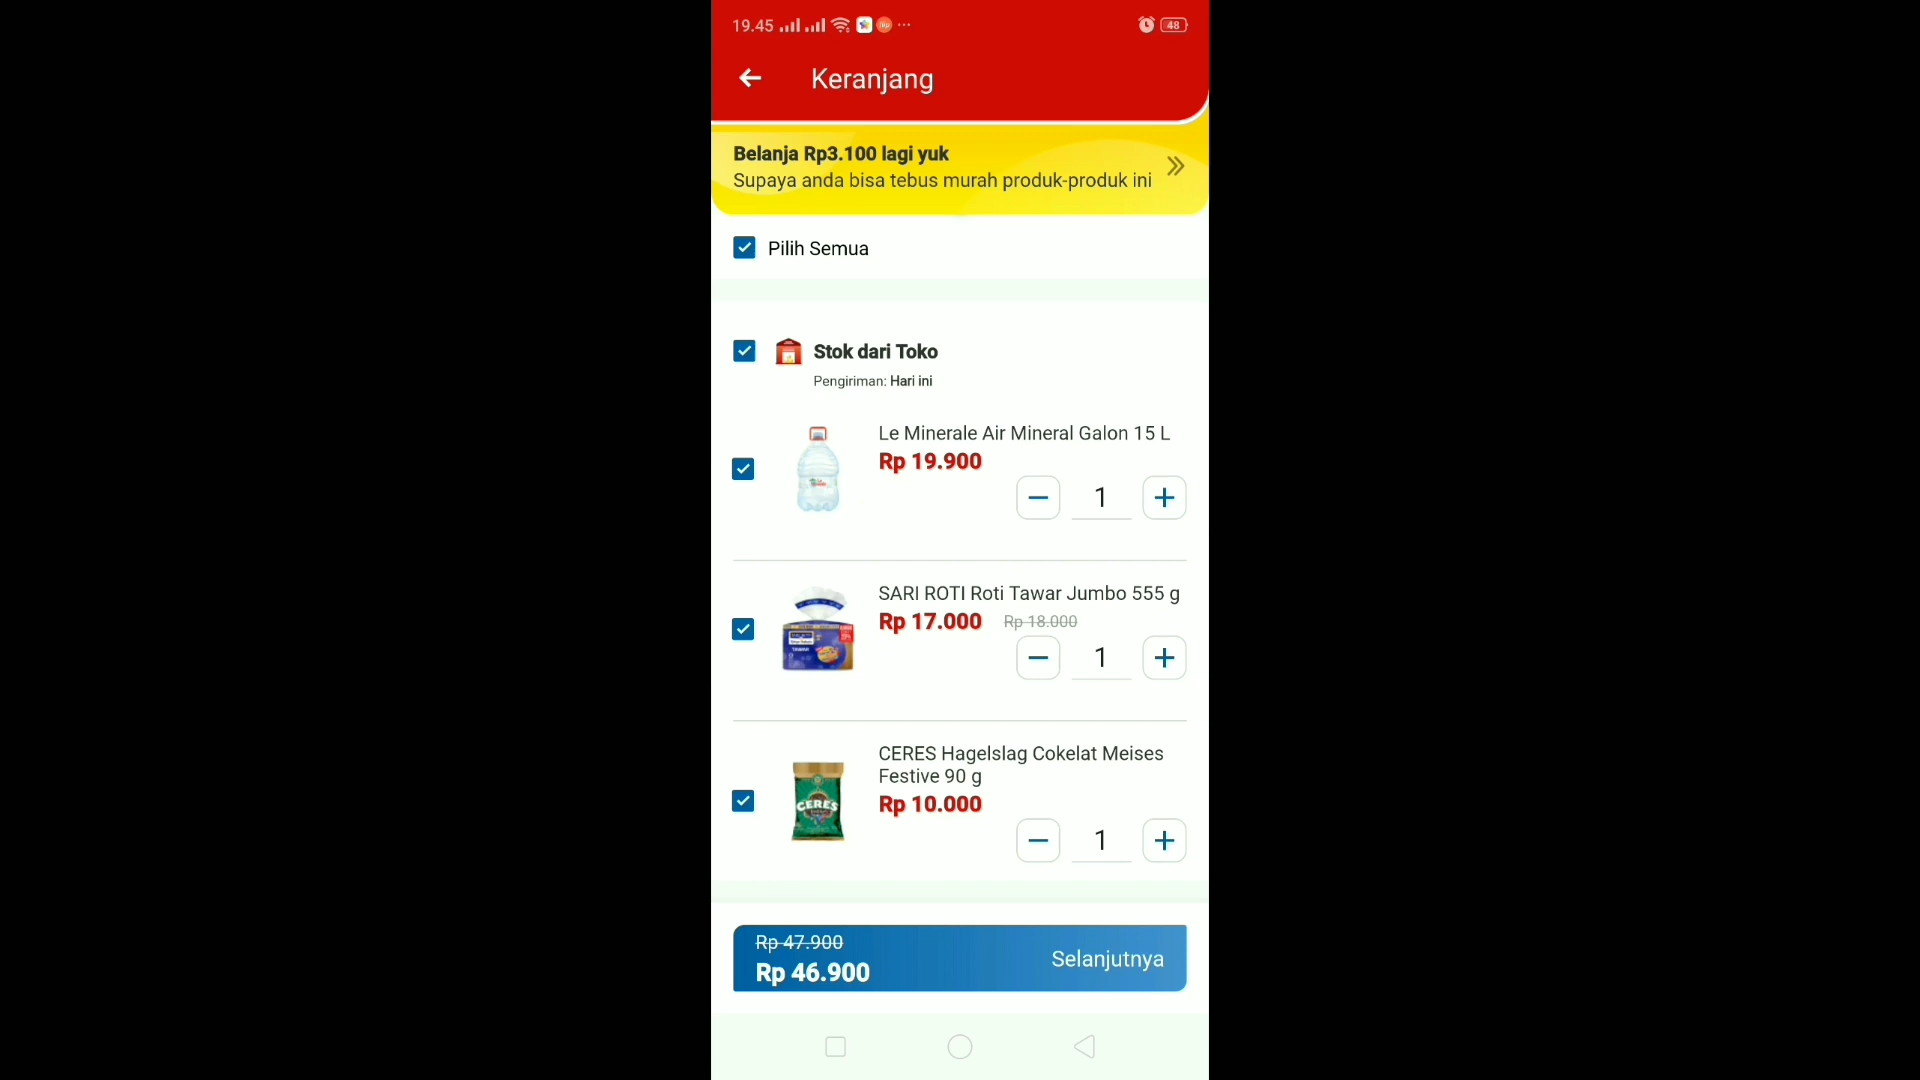 19.45
48
Keranjang
Belanja Rp3.100 lagi yuk
Supaya anda bisa tebus murah produk-produk ini
Pilih Semua
Stok dari Toko
Pengiriman: Hari ini
Le Minerale Air Mineral Galon 15 L
Rp 19.900
1
SARI ROTI Roti Tawar Jumbo 555 g
Rp 17.000 Rp 18.000
TAWAR
1
CERES Hagelslag Cokelat Meises
Festive 90 g
CERES
Rp 10.000
1
Rp 47.900
Rp 46.900
Selanjutnya